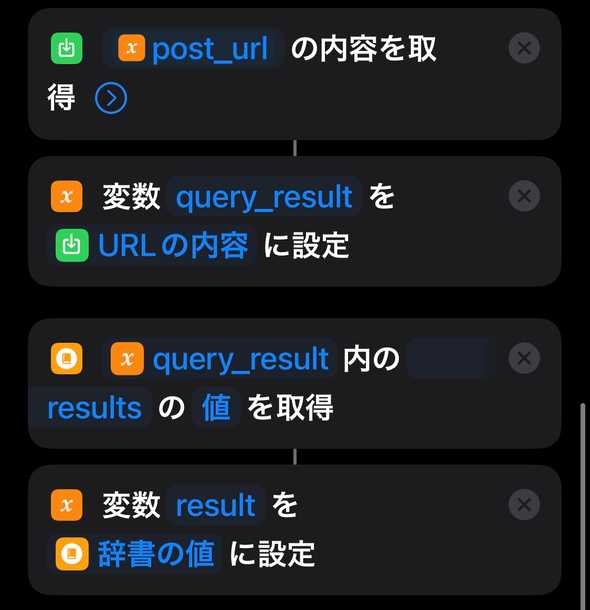 post_url の内容を取
得
変数 query_result を
URLの内容 に設定
query_result 内の
results の 値 を取得
変数 result を
辞書の値 に設定